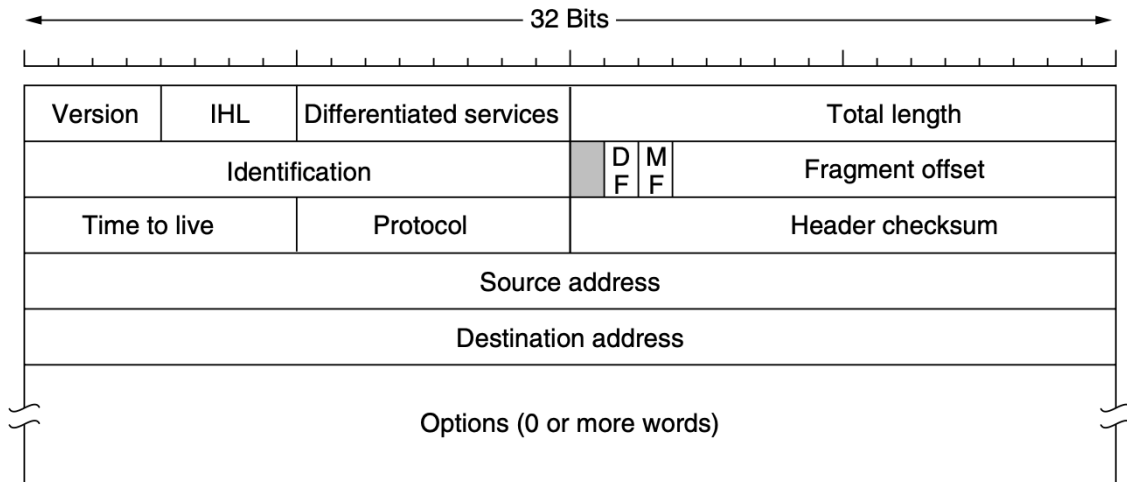 32 Bits
Version IHL Differentiated services Total length
Identification D F M F Fragment offset
Time to live Protocol Header checksum
Source address
Destination address
Options (0 or more words)